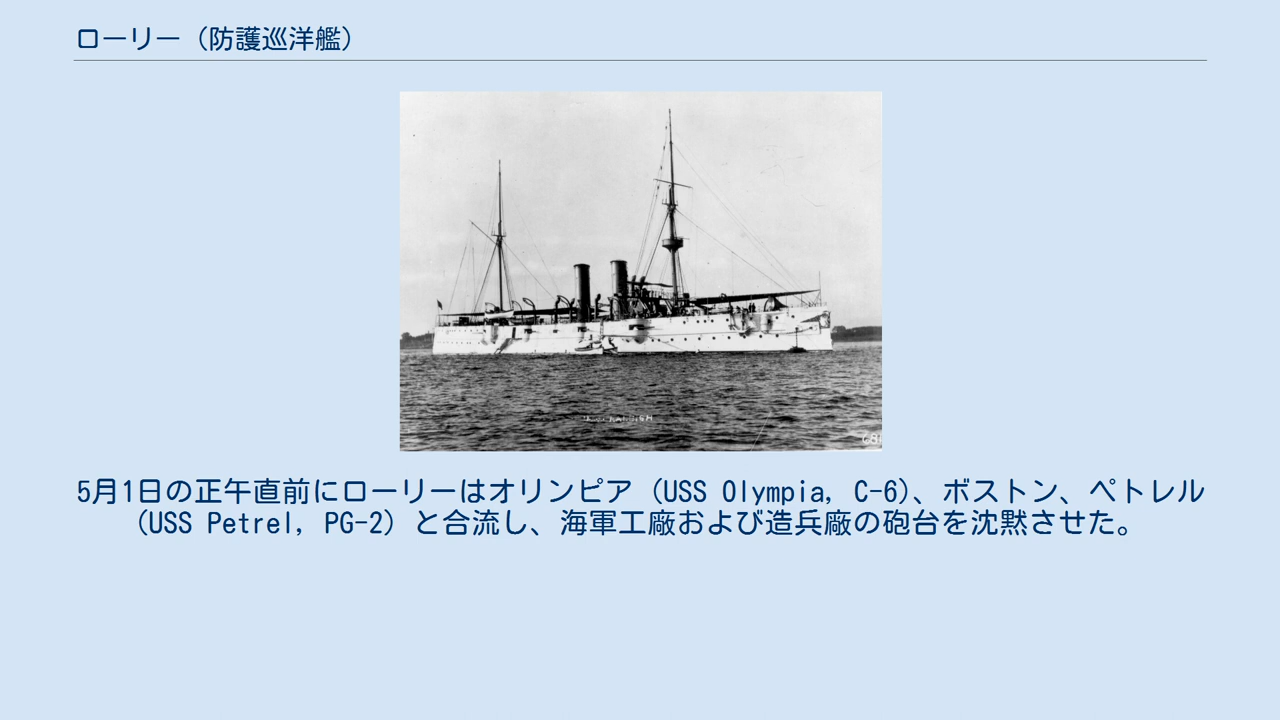 ローリー（防護巡洋艦）
5月1日の正午直前にローリーはオリンピア（USS Olympia, C-6)、ボストン、ペトレル
（USS Petrel, PG-2）と合流し、海軍工廠および造兵廠の砲台を沈黙させた。